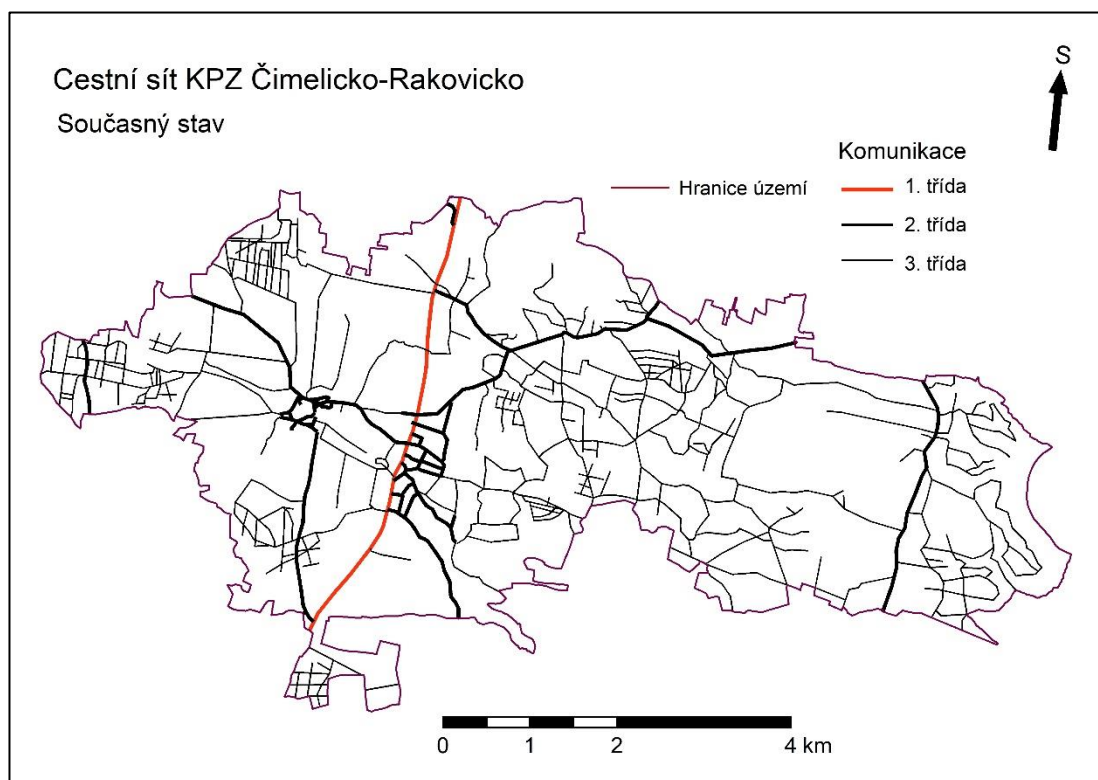 Cestní sít KPZ Čimelicko-Rakovicko
Současný stav
S
Komunikace
Hranice území
1. třída
2. třída
3. třída
0 1 2 4 km